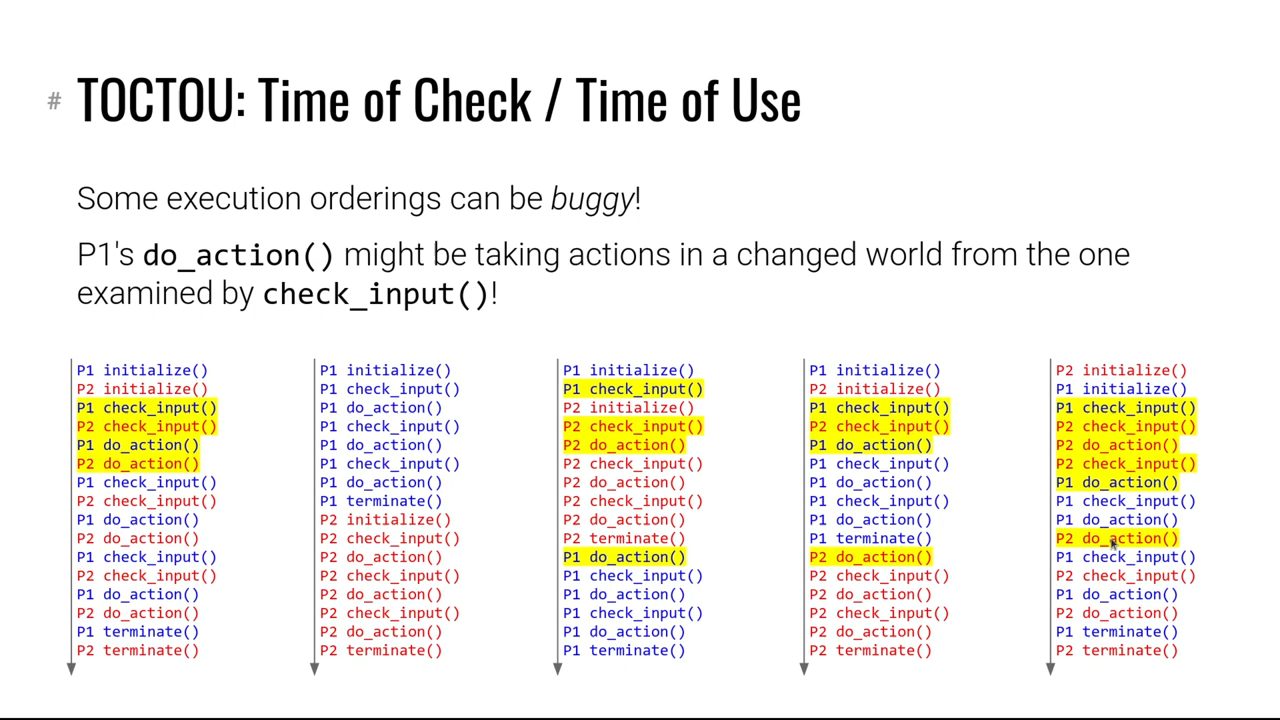 # TOCTOU: Time of Check / Time of Use
Some execution orderings can be buggy!
P1's do_action() might be taking actions in a changed world from the one
examined by check_input()!
P1 initialize()
P2 initialize()
P1 check_input()
P2 check_input()
P1 do_action()
P2 do_action()
P1 check_input()
P2 check_input()
P1 do_action()
P2 do_action()
P1 check_input()
P2 check_input()
P1 do_action()
P2 do_action()
P1 terminate()
P2 terminate()
P1 initialize()
P1 check_input()
P1 do_action()
P1 check_input()
P1 do_action()
P1 check_input()
P1 do_action()
P1 terminate()
P2 initialize()
P2 check_input()
P2 do_action()
P2 check_input()
P2 do_action()
P2 check_input()
P2 do_action()
P2 terminate()
P1 initialize()
P1 check_input()
P2 initialize()
P2 check_input()
P2 do_action()
P2 check_input()
P2 do_action()
P2 check_input()
P2 do_action()
P2 terminate()
P1 do_action()
P1 check_input()
P1 do_action()
P1 check_input()
P1 do_action()
P1 terminate()
P1 initialize()
P2 initialize()
P1 check_input()
P2 check_input()
P1 do_action()
P1 check_input()
P1 do_action()
P1 check_input()
P1 do_action()
P1 terminate()
P2 do_action()
P2 check_input()
P2 do_action()
P2 check_input()
P2 do_action()
P2 terminate()
P2 initialize()
P1 initialize()
P1 check_input()
P2 check_input()
P2 do_action()
P2 check_input()
P1 do_action()
P1 check_input()
P1 do_action()
P2 do_action()
P1 check_input()
P2 check_input()
P1 do_action()
P2 do_action()
P1 terminate()
P2 terminate()